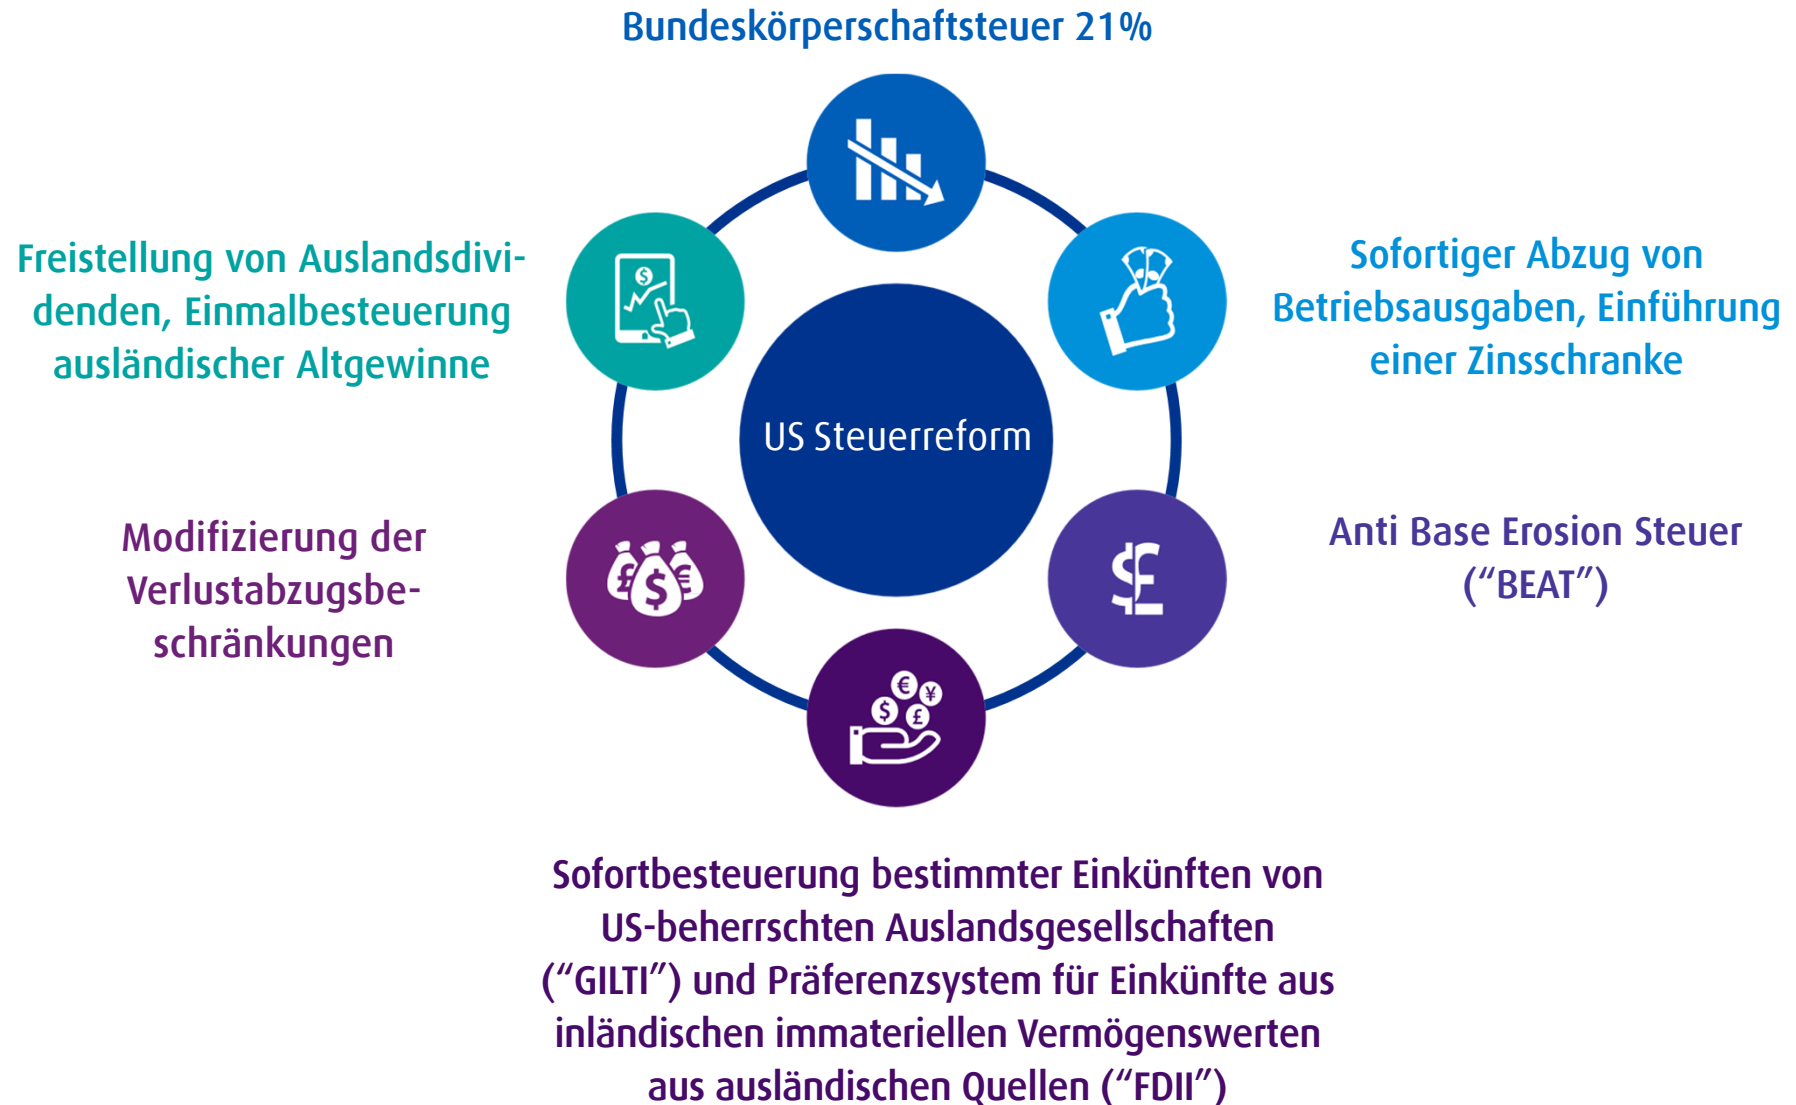 Bundeskörperschaftsteuer 21%
Freistellung von Auslandsdivi-
denden, Einmalbesteuerung
ausländischer Altgewinne
Sofortiger Abzug von
Betriebsausgaben, Einführung
einer Zinsschranke
US Steuerreform
Modifizierung der
Verlustabzugsbe-
schränkungen
Anti Base Erosion Steuer
(“BEAT”)
Sofortbesteuerung bestimmter Einkünften von
US-beherrschten Auslandsgesellschaften
(“GILTI”) und Präferenzsystem für Einkünfte aus
inländischen immateriellen Vermögenswerten
aus ausländischen Quellen (“FDII”)